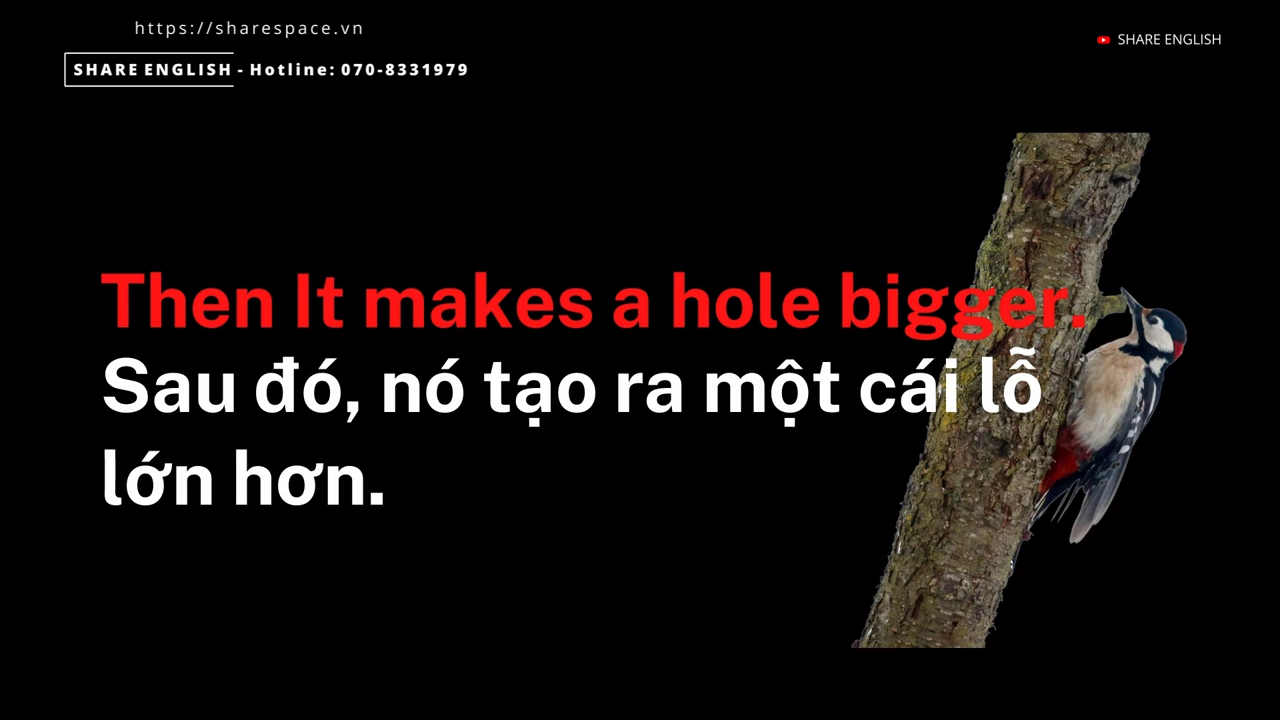 https://sharespace.vn
SHARE ENGLISH - Hotline: 070-8331979
SHARE ENGLISH
Then It makes a hole bigger.
Sau đó, nó tạo ra một cái lỗ
lớn hơn.